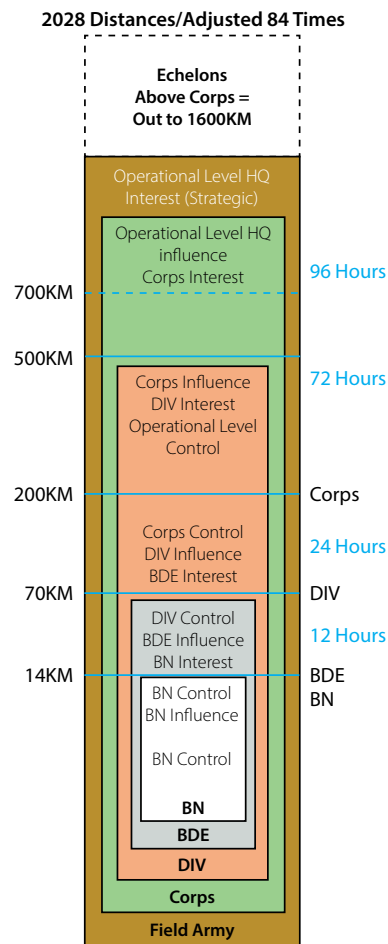 2028 Distances/Adjusted 84 Times
Echelons
Above Corps =
Out to 1600KM
Operational Level HQ
Interest (Strategic)
Operational Level HQ
influence
Corps Interest
96 Hours
700KM
500KM
72 Hours
Corps Influence
DIV Interest
Operational Level
Control
200KM
Corps
Corps Control
DIV Influence
BDE Interest
24 Hours
70KM
DIV
DIV Control
BDE Influence
BN Interest
12 Hours
14KM
BDE
BN
BN Control
BN Influence
BN Control
BN
BDE
DIV
Corps
Field Army